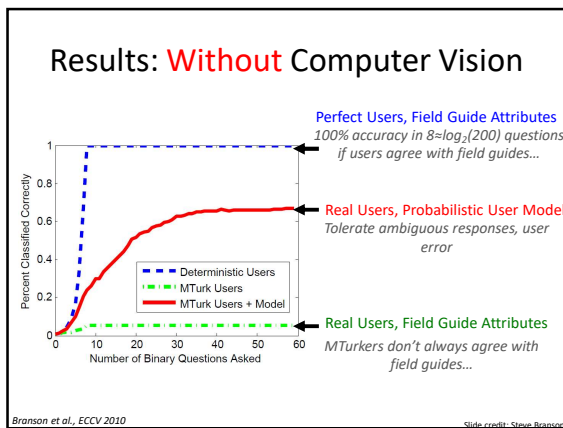 Results: Without Computer Vision
Perfect Users, Field Guide Attributes
100% accuracy in 8≈log₂(200) questions
if users agree with field guides…
Real Users, Probabilistic User Model
Tolerate ambiguous responses, user
error
Real Users, Field Guide Attributes
MTurkers don't always agree with
field guides…
Percent Classified Correctly
1
0.8
0.6
0.4
0.2
0
0 10 20 30 40 50 60
Number of Binary Questions Asked
Deterministic Users
MTurk Users
MTurk Users + Model
Branson et al., ECCV 2010
Slide credit: Steve Branson